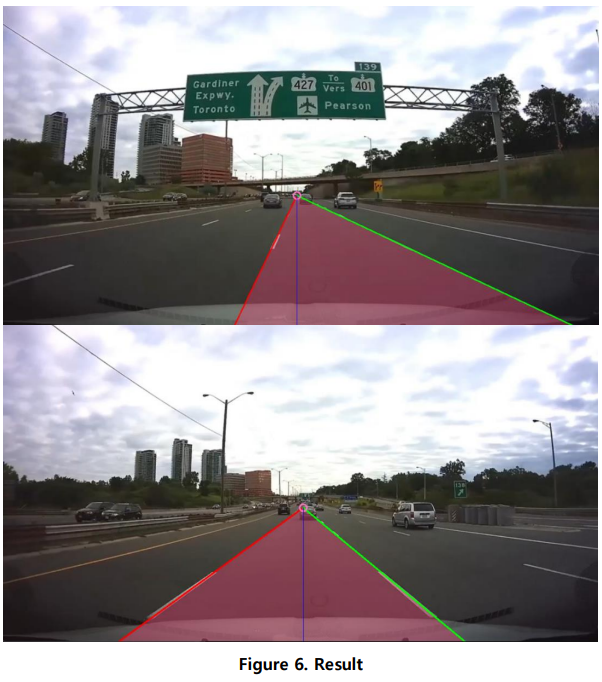 139
Gardiner
Expwy.
Toronto
427
To
Vers
401
Pearson
Figure 6. Result